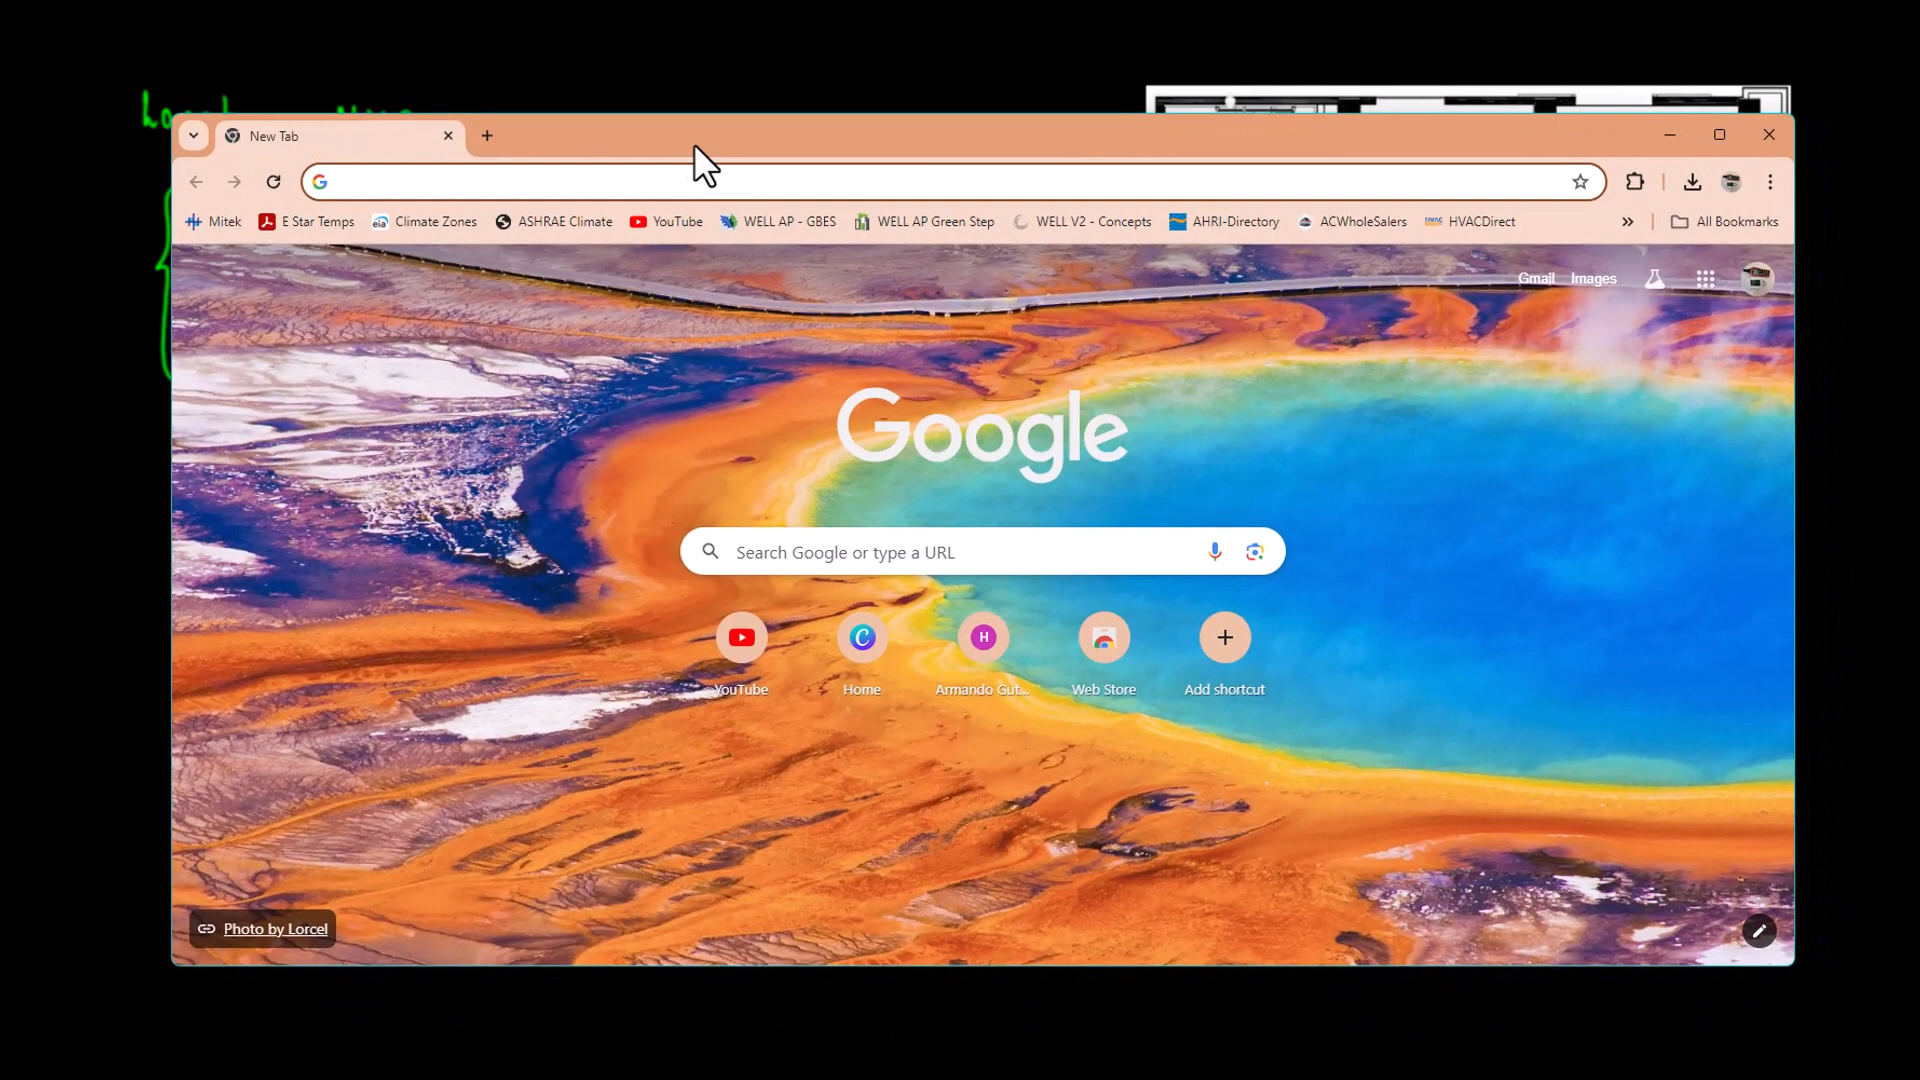 New Tab
Mitek E Star Temps Climate Zones ASHRAE Climate YouTube WELL AP - GBES WELL AP Green Step WELL V2 - Concepts AHRI-Directory ACWholeSalers HVACDirect » All Bookmarks
Gmail Images
Google
Search Google or type a URL
YouTube Home Armando Gut... Web Store Add shortcut
Photo by Lorcel